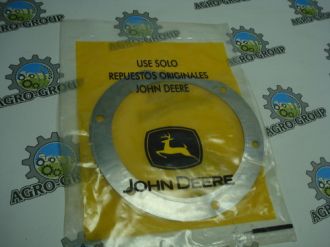 AGRO-GROUP
AGRO-GROUP
USE SOLO
REPUESTOS ORIGINALES
JOHN DEERE
AGRO-GROUP
AGRO-GROUP
JOHN DEERE